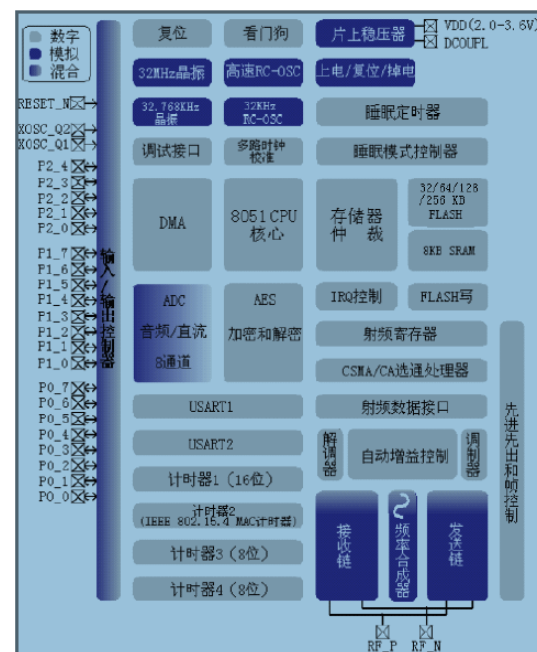 数字
模拟
混合
复位
看门狗
片上稳压器
VDD(2.0-3.6V)
DCOUPL
32MHz晶振
高速RC-OSC
上电/复位/掉电
RESET_N
XOSC_Q2
XOSC_Q1
P2_4
P2_3
P2_2
P2_1
P2_0
P1_7
P1_6
P1_5
P1_4
P1_3
P1_2
P1_1
P1_0
P0_7
P0_6
P0_5
P0_4
P0_3
P0_2
P0_1
P0_0
输入/输出控制器
32.768KHz
晶振
32KHz
RC-OSC
睡眠定时器
调试接口
多路时钟
校准
睡眠模式控制器
DMA
8051CPU
核心
存储器
仲 裁
32/64/128
/256 KB
FLASH
8KB SRAM
ADC
音频/直流
8通道
AES
加密和解密
IRQ控制
FLASH写
射频寄存器
CSMA/CA选通处理器
USART1
射频数据接口
USART2
解调器
自动增益控制
调制器
计时器1（16位）
计时器2
(IEEE 802.16.4 MAC计时器)
计时器3（8位）
计时器4（8位）
接收链
频率合成器
发送链
先进先出和帧控制
RF_P
RF_N